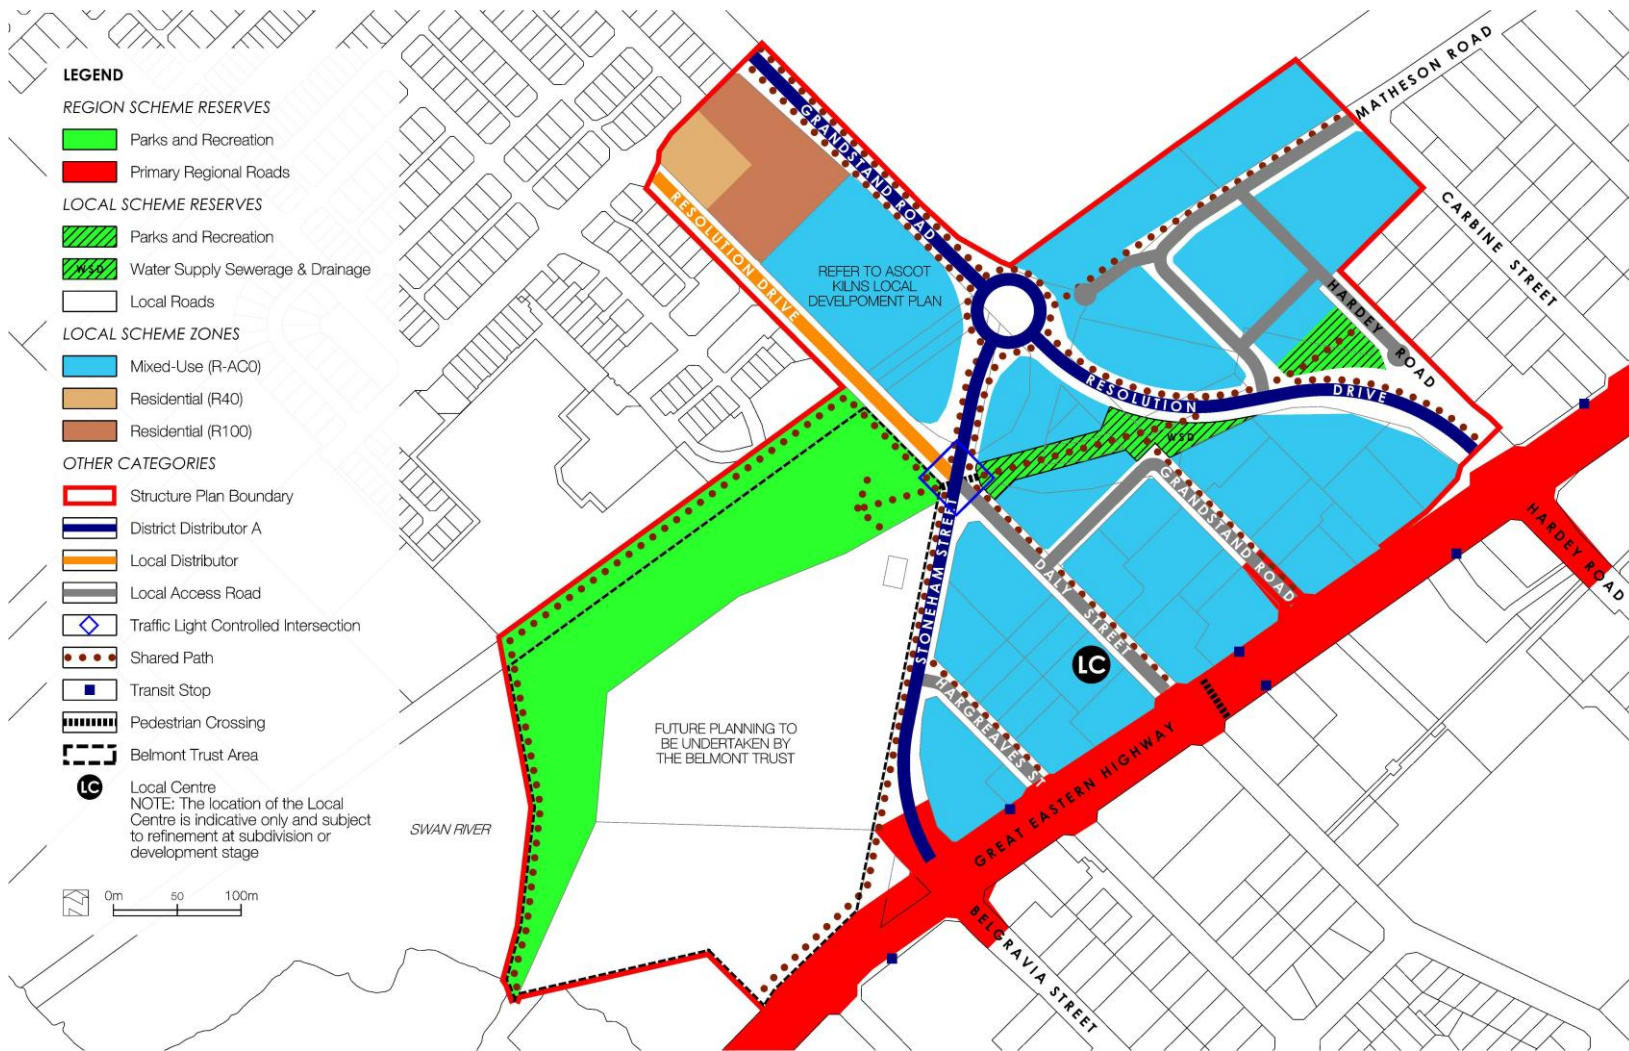 LEGEND
REGION SCHEME RESERVES
Parks and Recreation
Primary Regional Roads
LOCAL SCHEME RESERVES
Parks and Recreation
WSD
Water Supply Sewerage & Drainage
Local Roads
LOCAL SCHEME ZONES
Mixed-Use (R-AC0)
Residential (R40)
Residential (R100)
OTHER CATEGORIES
Structure Plan Boundary
District Distributor A
Local Distributor
Local Access Road
Traffic Light Controlled Intersection
Shared Path
Transit Stop
Pedestrian Crossing
Belmont Trust Area
LC
Local Centre
NOTE: The location of the Local
Centre is indicative only and subject
to refinement at subdivision or
development stage
0m 50 100m
GRANDSTAND ROAD
RESOLUTION DRIVE
REFER TO ASCOT
KILNS LOCAL
DEVELPOMENT PLAN
MATHESON ROAD
CARBINE STREET
HARDEY ROAD
RESOLUTION DRIVE
WSD
GRANDSTAND ROAD
HARDEY ROAD
STONEHAM STREET
DALY STREET
LC
HARGREAVES ST
FUTURE PLANNING TO
BE UNDERTAKEN BY
THE BELMONT TRUST
SWAN RIVER
GREAT EASTERN HIGHWAY
BELGRAVIA STREET